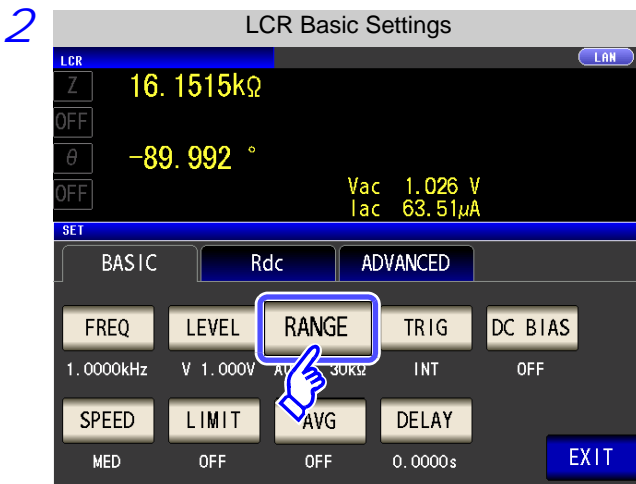 2
LCR Basic Settings
LCR LAN
Z 16.1515kΩ
OFF
θ -89.992 °
OFF
Vac 1.026 V
Iac 63.51μA
SET
BASIC Rdc ADVANCED
FREQ LEVEL RANGE TRIG DC BIAS
1.0000kHz V 1.000V 30kΩ INT OFF
SPEED LIMIT AVG DELAY
MED OFF OFF 0.0000s
EXIT